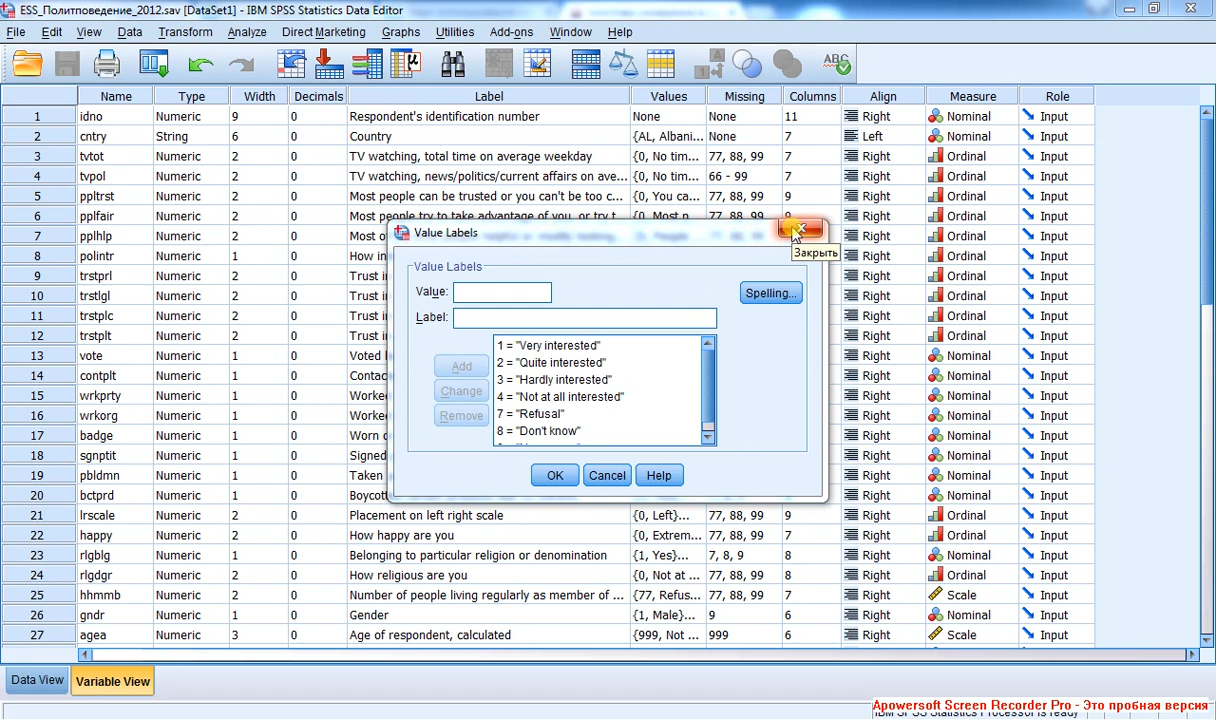 ESS_Политповедение_2012.sav [DataSet1] - IBM SPSS Statistics Data Editor
File Edit View Data Transform Analyze Direct Marketing Graphs Utilities Add-ons Window Help
Name Type Width Decimals Label Values Missing Columns Align Measure Role
1 idno Numeric 9 0 Respondent's identification number None None 11 Right Nominal Input
2 cntry String 6 0 Country {AL, Albani... None 7 Left Nominal Input
3 tvtot Numeric 2 0 TV watching, total time on average weekday {0, No tim... 77, 88, 99 7 Right Ordinal Input
4 tvpol Numeric 2 0 TV watching, news/politics/current affairs on ave... {0, No tim... 66 - 99 7 Right Ordinal Input
5 ppltrst Numeric 2 0 Most people can be trusted or you can't be too c... {0, You ca... 77, 88, 99 9 Right Ordinal Input
6 pplfair Numeric 2 0 Most people try to take advantage of you, or try t... {0, Most p... 77, 88, 99 9 Right Ordinal Input
7 pplhlp Numeric 2 0 Most o Right Ordinal Input
8 polintr Numeric 1 0 How in Right Ordinal Input
9 trstprl Numeric 2 0 Trust i Right Ordinal Input
10 trstlgl Numeric 2 0 Trust i Right Ordinal Input
11 trstplc Numeric 2 0 Trust i Right Ordinal Input
12 trstplt Numeric 2 0 Trust i Right Ordinal Input
13 vote Numeric 1 0 Voted l Right Nominal Input
14 contplt Numeric 1 0 Contac Right Nominal Input
15 wrkprty Numeric 1 0 Worke Right Nominal Input
16 wrkorg Numeric 1 0 Worke Right Nominal Input
17 badge Numeric 1 0 Worn o Right Nominal Input
18 sgnptit Numeric 1 0 Signed Right Nominal Input
19 pbldmn Numeric 1 0 Taken Right Nominal Input
20 bctprd Numeric 1 0 Boycot Right Nominal Input
21 lrscale Numeric 2 0 Placement on left right scale {0, Left}... 77, 88, 99 9 Right Ordinal Input
22 happy Numeric 2 0 How happy are you {0, Extrem... 77, 88, 99 7 Right Ordinal Input
23 rlgblg Numeric 1 0 Belonging to particular religion or denomination {1, Yes}... 7, 8, 9 8 Right Nominal Input
24 rlgdgr Numeric 2 0 How religious are you {0, Not at ... 77, 88, 99 8 Right Ordinal Input
25 hhmmb Numeric 2 0 Number of people living regularly as member of ... {77, Refus... 77, 88, 99 7 Right Scale Input
26 gndr Numeric 1 0 Gender {1, Male}... 9 6 Right Nominal Input
27 agea Numeric 3 0 Age of respondent, calculated {999, Not ... 999 6 Right Scale Input
Value Labels
Закрыть
Value Labels
Value:
Spelling...
Label:
1 = "Very interested"
2 = "Quite interested"
3 = "Hardly interested"
4 = "Not at all interested"
7 = "Refusal"
8 = "Don't know"
Add
Change
Remove
OK Cancel Help
Data View Variable View
Apowersoft Screen Recorder Pro - Это пробная версия
IBM SPSS Statistics Processor is ready